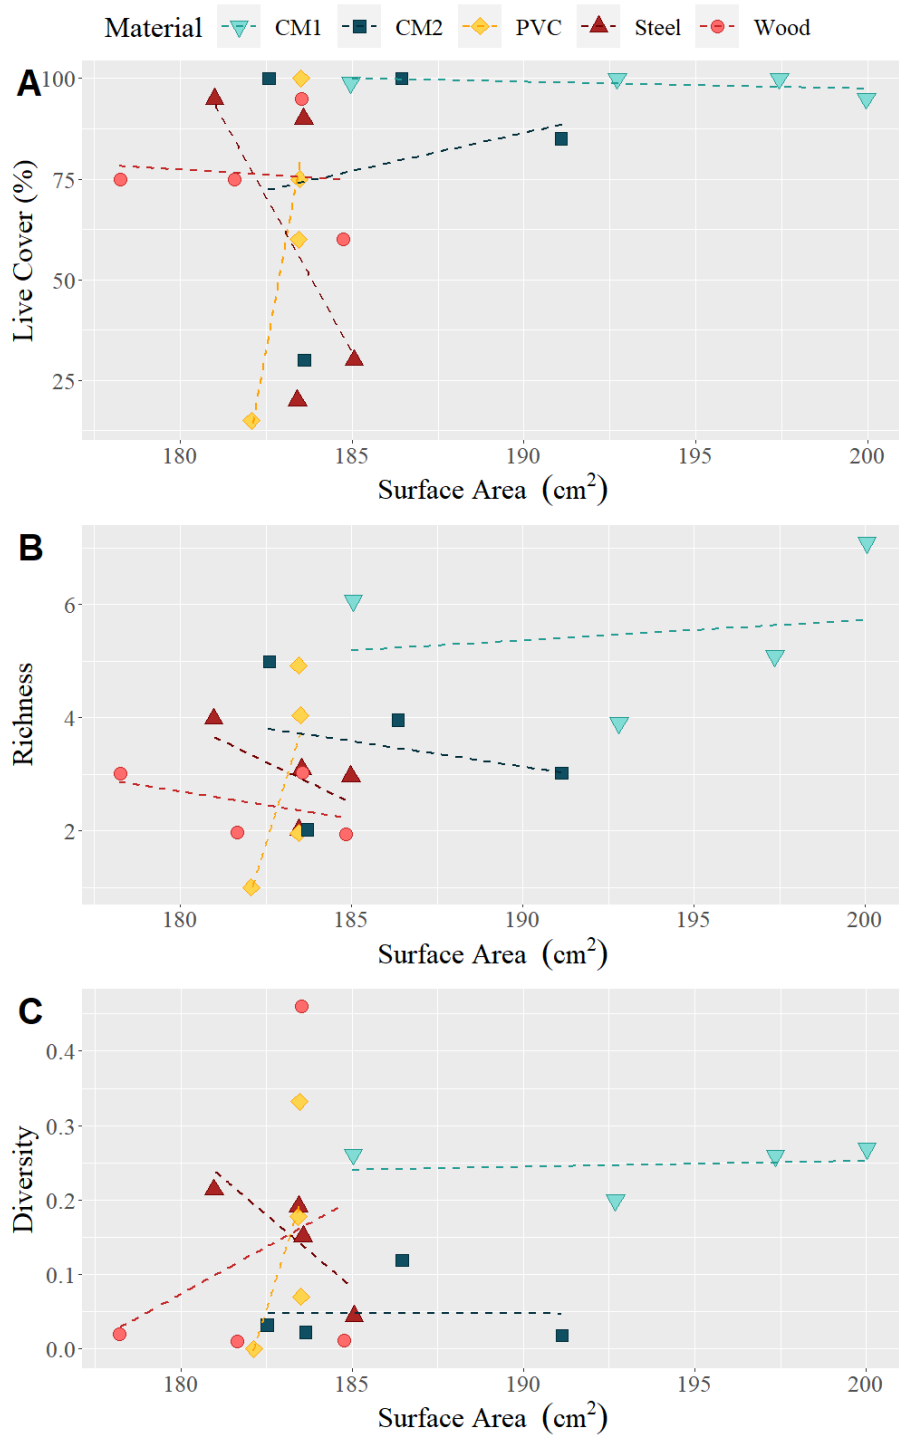 Material CM1 CM2 PVC Steel Wood
A
100
75
50
25
Live Cover (%)
180 185 190 195 200
Surface Area (cm²)
B
6
4
2
Richness
180 185 190 195 200
Surface Area (cm²)
C
0.4
0.3
0.2
0.1
0.0
Diversity
180 185 190 195 200
Surface Area (cm²)